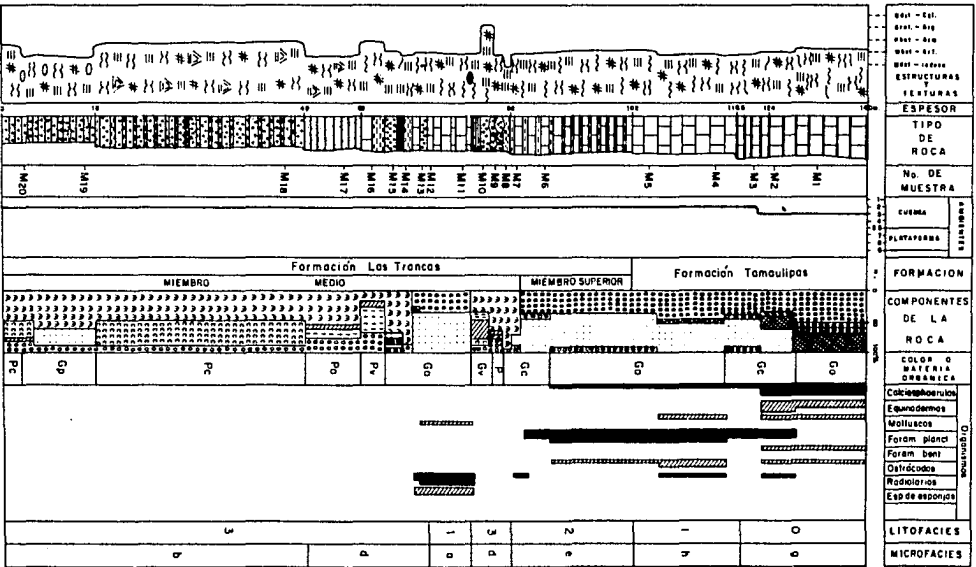 ESTRUCTURAS
Y
TEXTURAS
ESPESOR
TIPO
DE
ROCA
No. DE
MUESTRA
M20
M19
M18
M17
M16
M15
M14
M13
M12
M11
M10
M9
M8
M7
M6
M5
M4
M3
M2
M1
CUENCA
PLATAFORMA
AMBIENTES
Formación Las Trancas
Formación Tamaulipas
FORMACION
MIEMBRO
MEDIO
MIEMBRO SUPERIOR
COMPONENTES
DE LA
ROCA
COLOR O
MATERIA
ORGANICA
Pc
Gp
Pc
Po
Pv
Go
Gv
P
Gc
Go
Gc
Go
Calciesphaerulas
Equinodermos
Moluscos
Foram planct
Foram bent
Ostrácodos
Radiolarios
Esp de esponjas
Organismos
LITOFACIES
3
1
3
2
1
0
MICROFACIES
b
d
a
d
e
h
g